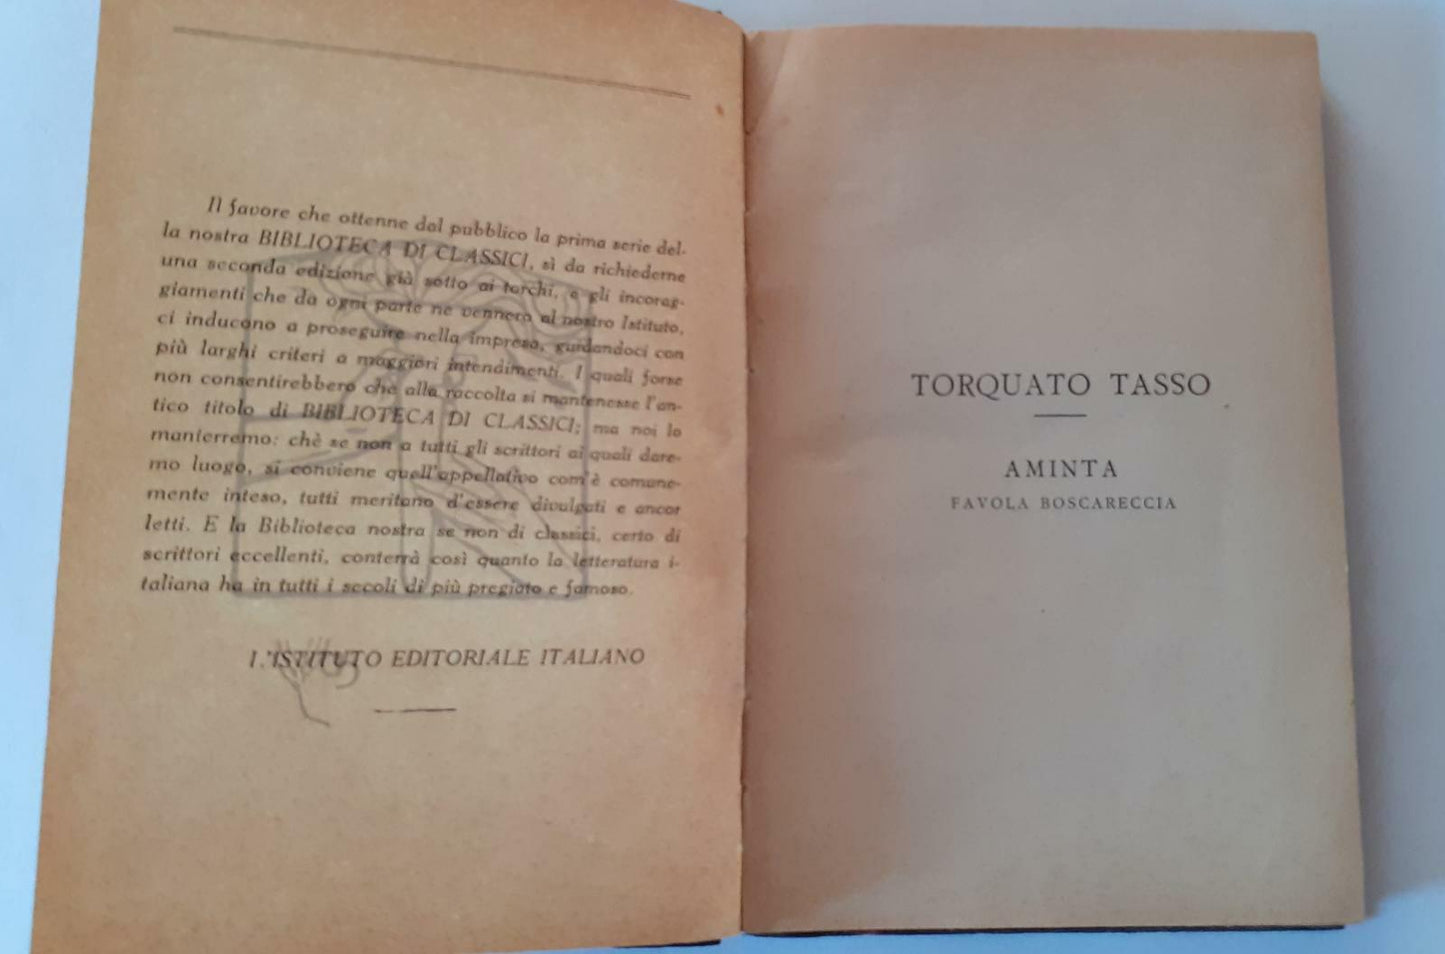 Il favore che ottenne dal pubblico la prima serie del-
la nostra BIBLIOTECA DI CLASSICI, sì da richiederne
una seconda edizione già sotto ai torchi, e gli incorag-
giamenti che da ogni parte ne vennero al nostro Istituto,
ci inducono a proseguire nella impresa, guidandoci con
più larghi criteri a maggiori intendimenti. I quali forse
non consentirebbero che alla raccolta si mantenesse l'an-
tico titolo di BIBLIOTECA DI CLASSICI; ma noi lo
manterremo: chè se non a tutti gli scrittori ai quali dare-
mo luogo, si conviene quell'appellativo com'è comune-
mente inteso, tutti meritano d'essere divulgati e ancor
letti. E la Biblioteca nostra se non di classici, certo di
scrittori eccellenti, conterrà così quanto la letteratura i-
taliana ha in tutti i secoli di più pregiato e famoso.
L'ISTITUTO EDITORIALE ITALIANO
TORQUATO TASSO
AMINTA
FAVOLA BOSCARECCIA